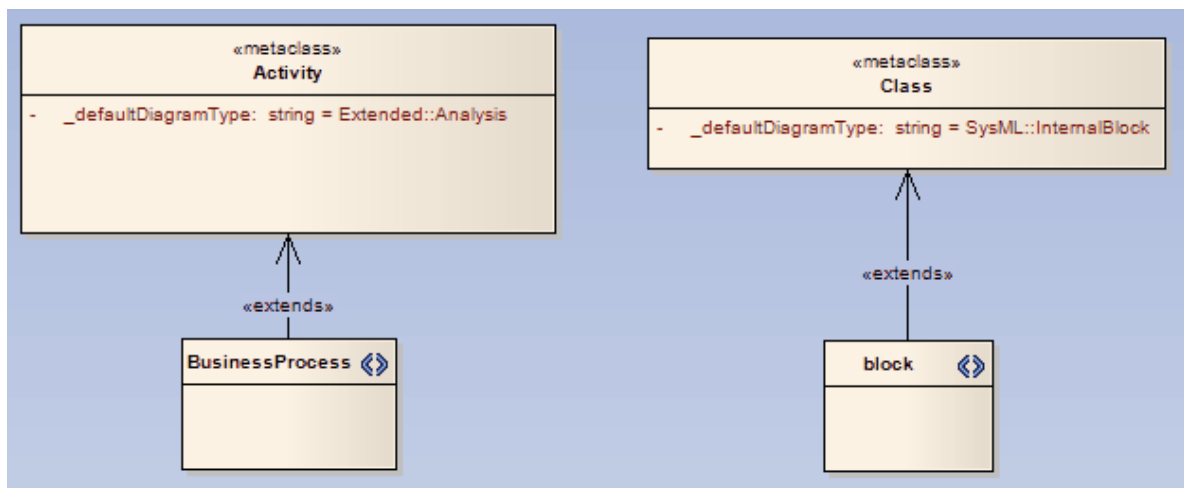 «metaclass»
Activity
- _defaultDiagramType: string = Extended::Analysis
«extends»
BusinessProcess
«metaclass»
Class
- _defaultDiagramType: string = SysML::InternalBlock
«extends»
block